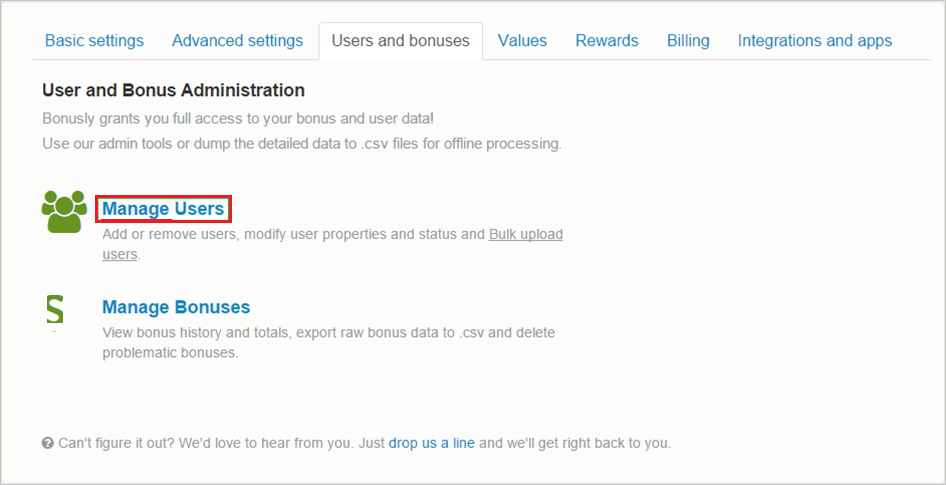 Basic settings Advanced settings Users and bonuses Values Rewards Billing Integrations and apps
User and Bonus Administration
Bonusly grants you full access to your bonus and user data!
Use our admin tools or dump the detailed data to .csv files for offline processing.
Manage Users
Add or remove users, modify user properties and status and Bulk upload
users.
S
Manage Bonuses
View bonus history and totals, export raw bonus data to .csv and delete
problematic bonuses.
? Can't figure it out? We'd love to hear from you. Just drop us a line and we'll get right back to you.